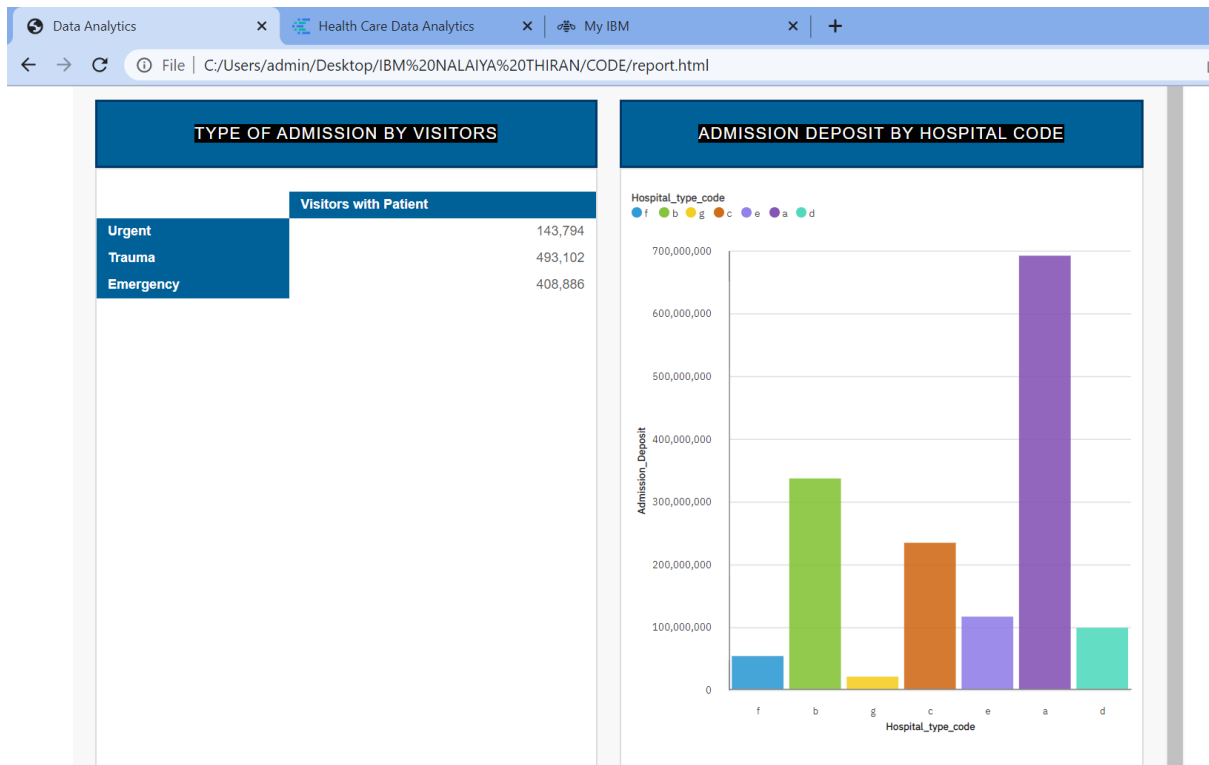 Data Analytics
Health Care Data Analytics
My IBM
File
C:/Users/admin/Desktop/IBM%20NALAIYA%20THIRAN/CODE/report.html
TYPE OF ADMISSION BY VISITORS
Visitors with Patient
Urgent 143,794
Trauma 493,102
Emergency 408,886
ADMISSION DEPOSIT BY HOSPITAL CODE
Hospital_type_code
f b g c e a d
700,000,000
600,000,000
500,000,000
400,000,000
300,000,000
200,000,000
100,000,000
0
Admission_Deposit
f b g c e a d
Hospital_type_code